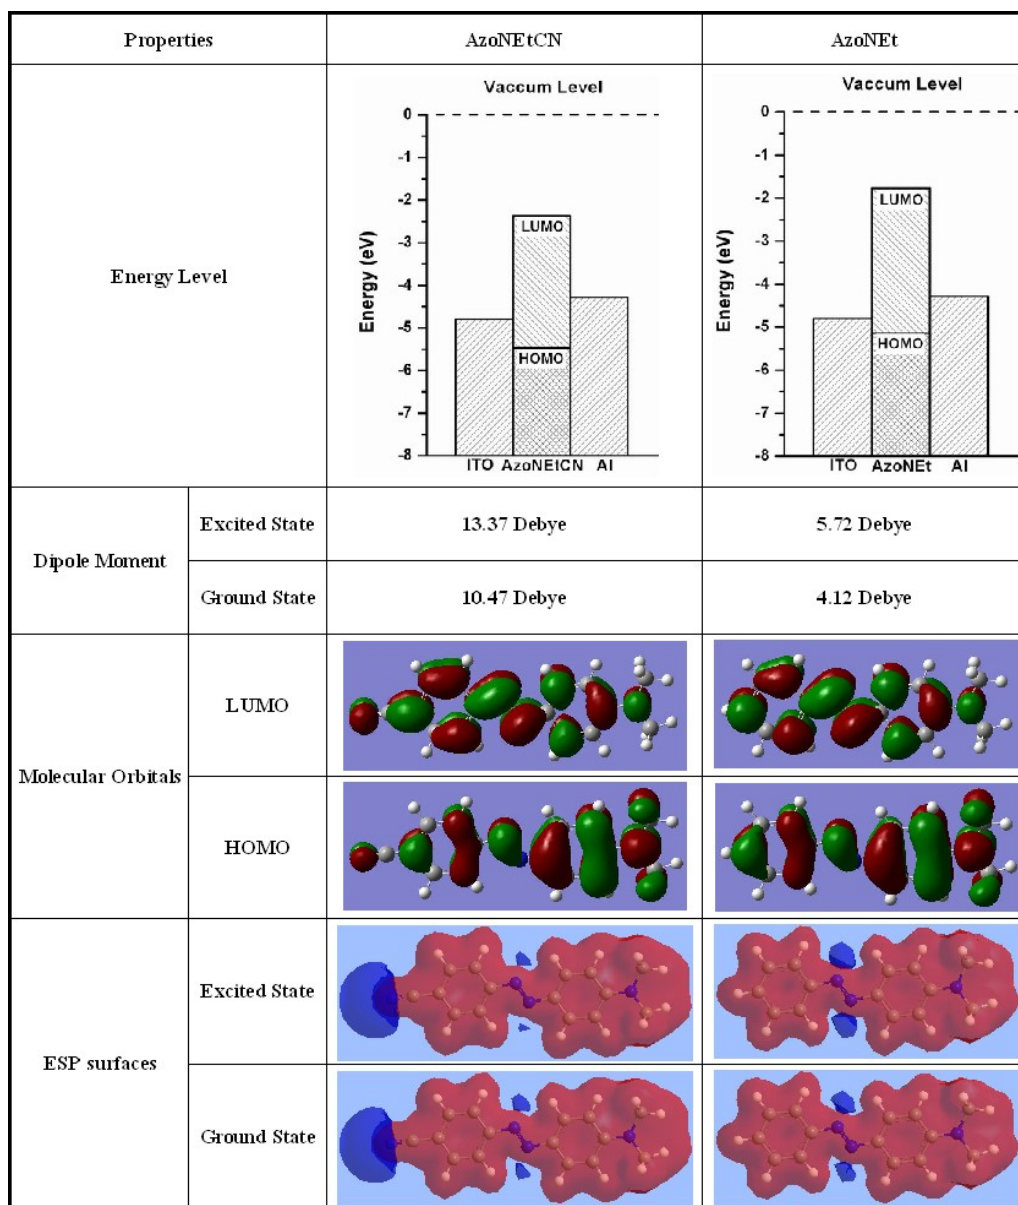 Properties AzoNEtCN AzoNEt
Energy Level
Vaccum Level
0
-1
-2
-3
-4
-5
-6
-7
-8
Energy (eV)
LUMO
HOMO
ITO AzoNEtCN Al
Vaccum Level
0
-1
-2
-3
-4
-5
-6
-7
-8
Energy (eV)
LUMO
HOMO
ITO AzoNEt Al
Dipole Moment
Excited State 13.37 Debye 5.72 Debye
Ground State 10.47 Debye 4.12 Debye
Molecular Orbitals
LUMO
HOMO
ESP surfaces
Excited State
Ground State